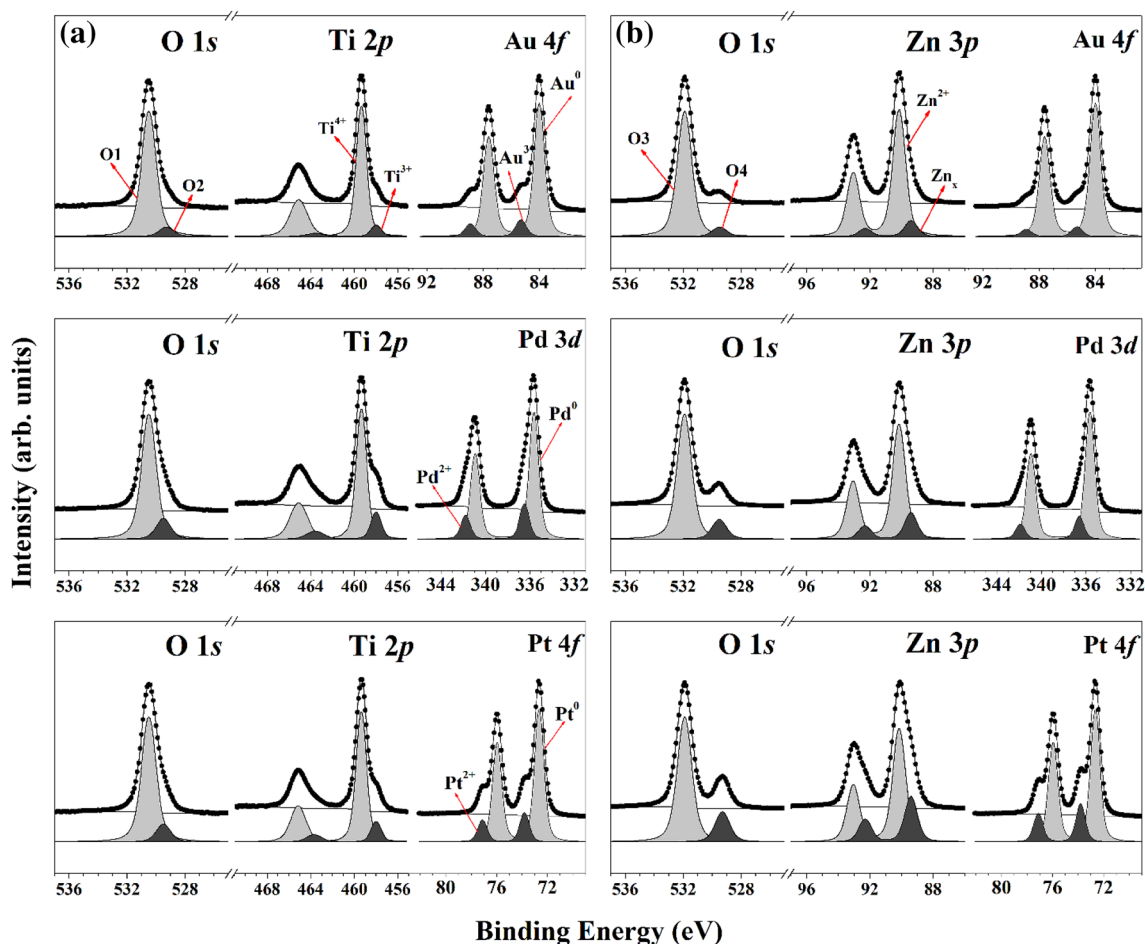 (a)
O 1s
Ti 2p
Au 4f
O1
O2
Ti4+
Ti3+
Au3
Au0
536 532 528 468 464 460 456 92 88 84
(b)
O 1s
Zn 3p
Au 4f
O3
O4
Zn2+
Znx
536 532 528 96 92 88 92 88 84
O 1s
Ti 2p
Pd 3d
Pd2+
Pd0
536 532 528 468 464 460 456 344 340 336 331
O 1s
Zn 3p
Pd 3d
536 532 528 96 92 88 344 340 336 331
O 1s
Ti 2p
Pt 4f
Pt2+
Pt0
536 532 528 468 464 460 456 80 76 72
O 1s
Zn 3p
Pt 4f
536 532 528 96 92 88 80 76 72
Intensity (arb. units)
Binding Energy (eV)